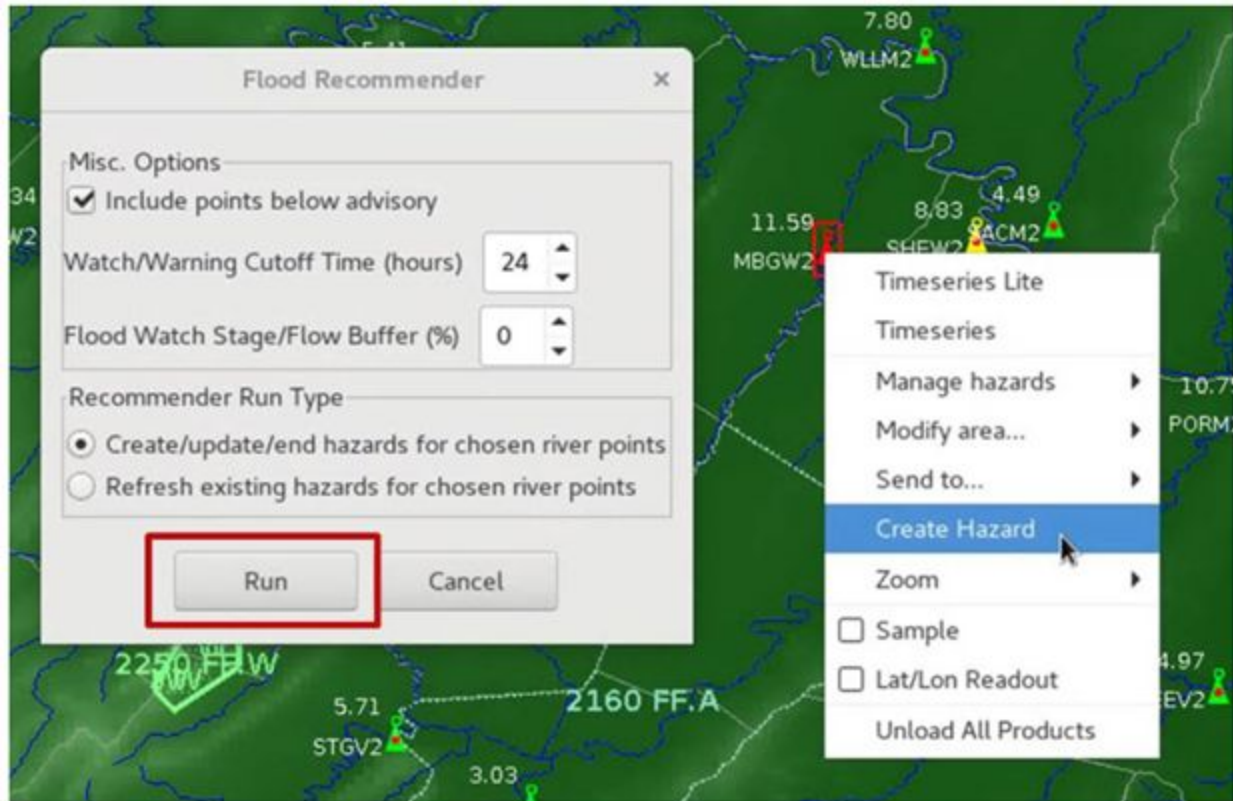 Flood Recommender
Misc. Options
Include points below advisory
Watch/Warning Cutoff Time (hours) 24
Flood Watch Stage/Flow Buffer (%) 0
Recommender Run Type
Create/update/end hazards for chosen river points
Refresh existing hazards for chosen river points
Run Cancel
7.80
WLLM2
4.49
8.83
11.59
SHEW2
MBGW2
Timeseries Lite
Timeseries
Manage hazards
Modify area...
Send to...
Create Hazard
Zoom
Sample
Lat/Lon Readout
Unload All Products
34
10.79
2160 FF.A
5.71
STGV2
3.03